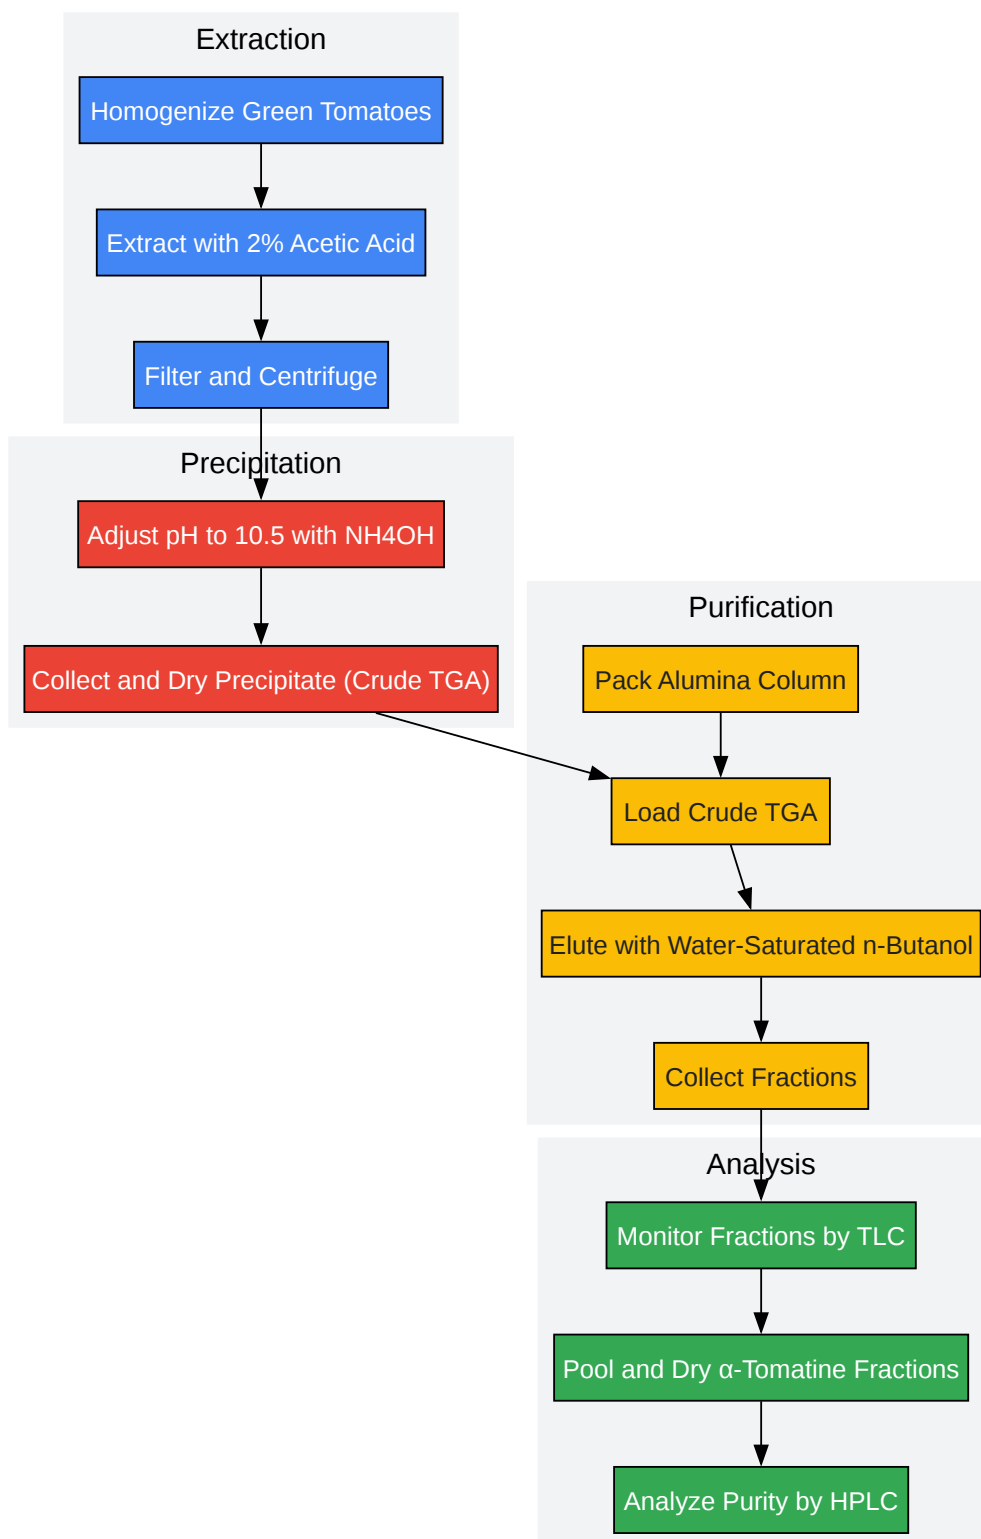 Extraction
Homogenize Green Tomatoes
Extract with 2% Acetic Acid
Filter and Centrifuge
Precipitation
Adjust pH to 10.5 with NH4OH
Collect and Dry Precipitate (Crude TGA)
Purification
Pack Alumina Column
Load Crude TGA
Elute with Water-Saturated n-Butanol
Collect Fractions
Analysis
Monitor Fractions by TLC
Pool and Dry α-Tomatine Fractions
Analyze Purity by HPLC